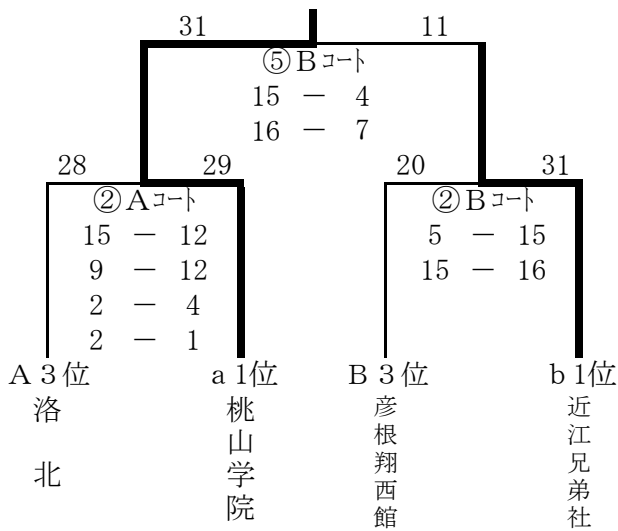 31 11
⑤Bコート
15 － 4
16 － 7
28 29 20 31
②Aコート ②Bコート
15 － 12 5 － 15
9 － 12 15 － 16
2 － 4
2 － 1
A３位 a１位 B３位 b１位
洛北
桃山学院
彦根翔西館
近江兄弟社